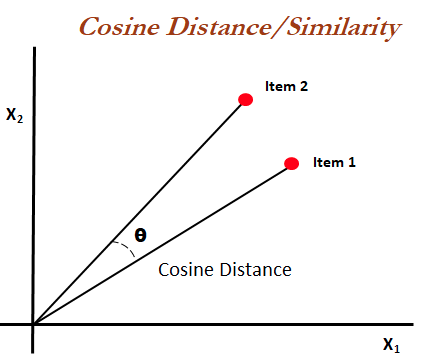 Cosine Distance/Similarity
Item 2
X₂
Item 1
θ
Cosine Distance
X₁